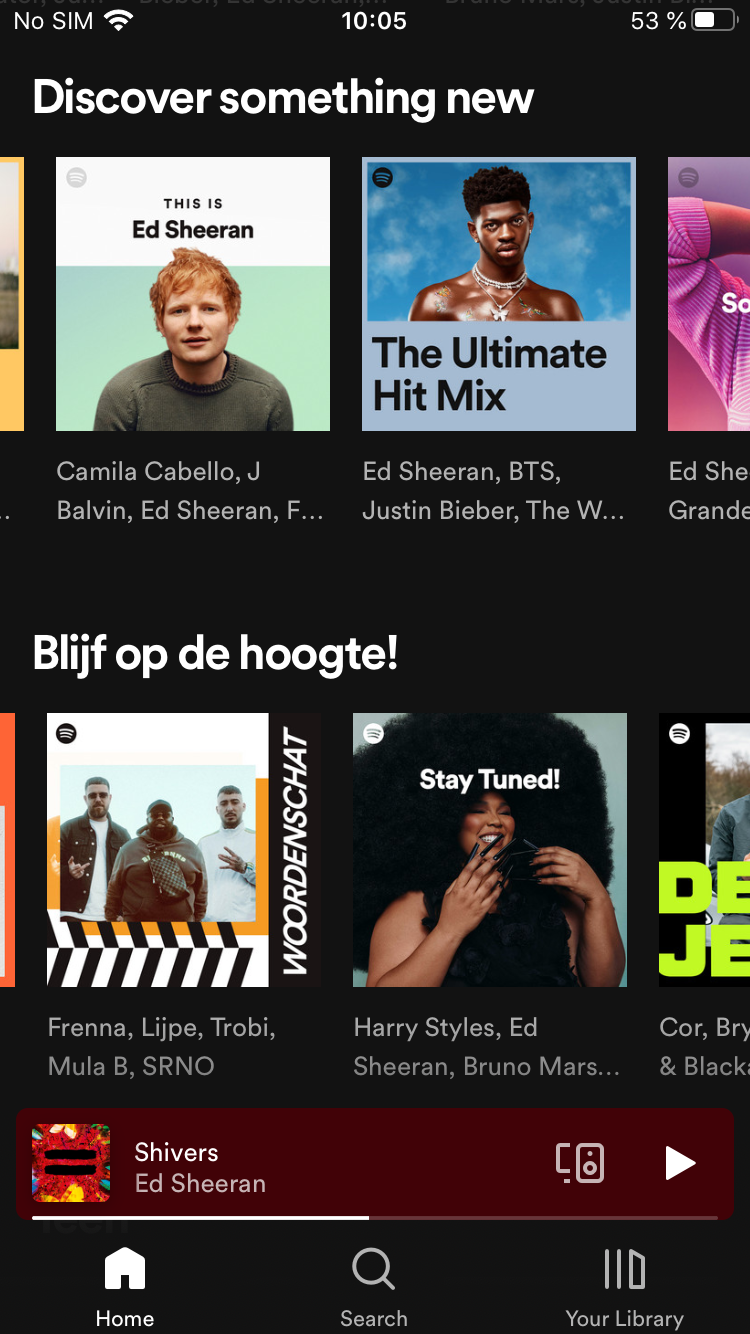 No SIM 10:05 53 %
Discover something new
THIS IS
Ed Sheeran
The Ultimate
Hit Mix
So
Camila Cabello, J
Balvin, Ed Sheeran, F...
Ed Sheeran, BTS,
Justin Bieber, The W...
Ed She
Grande
Blijf op de hoogte!
WOORDENSCHAT
Stay Tuned!
DE
JE
Frenna, Lijpe, Trobi,
Mula B, SRNO
Harry Styles, Ed
Sheeran, Bruno Mars...
Cor, Bry
& Blacka
Shivers
Ed Sheeran
Home Search Your Library